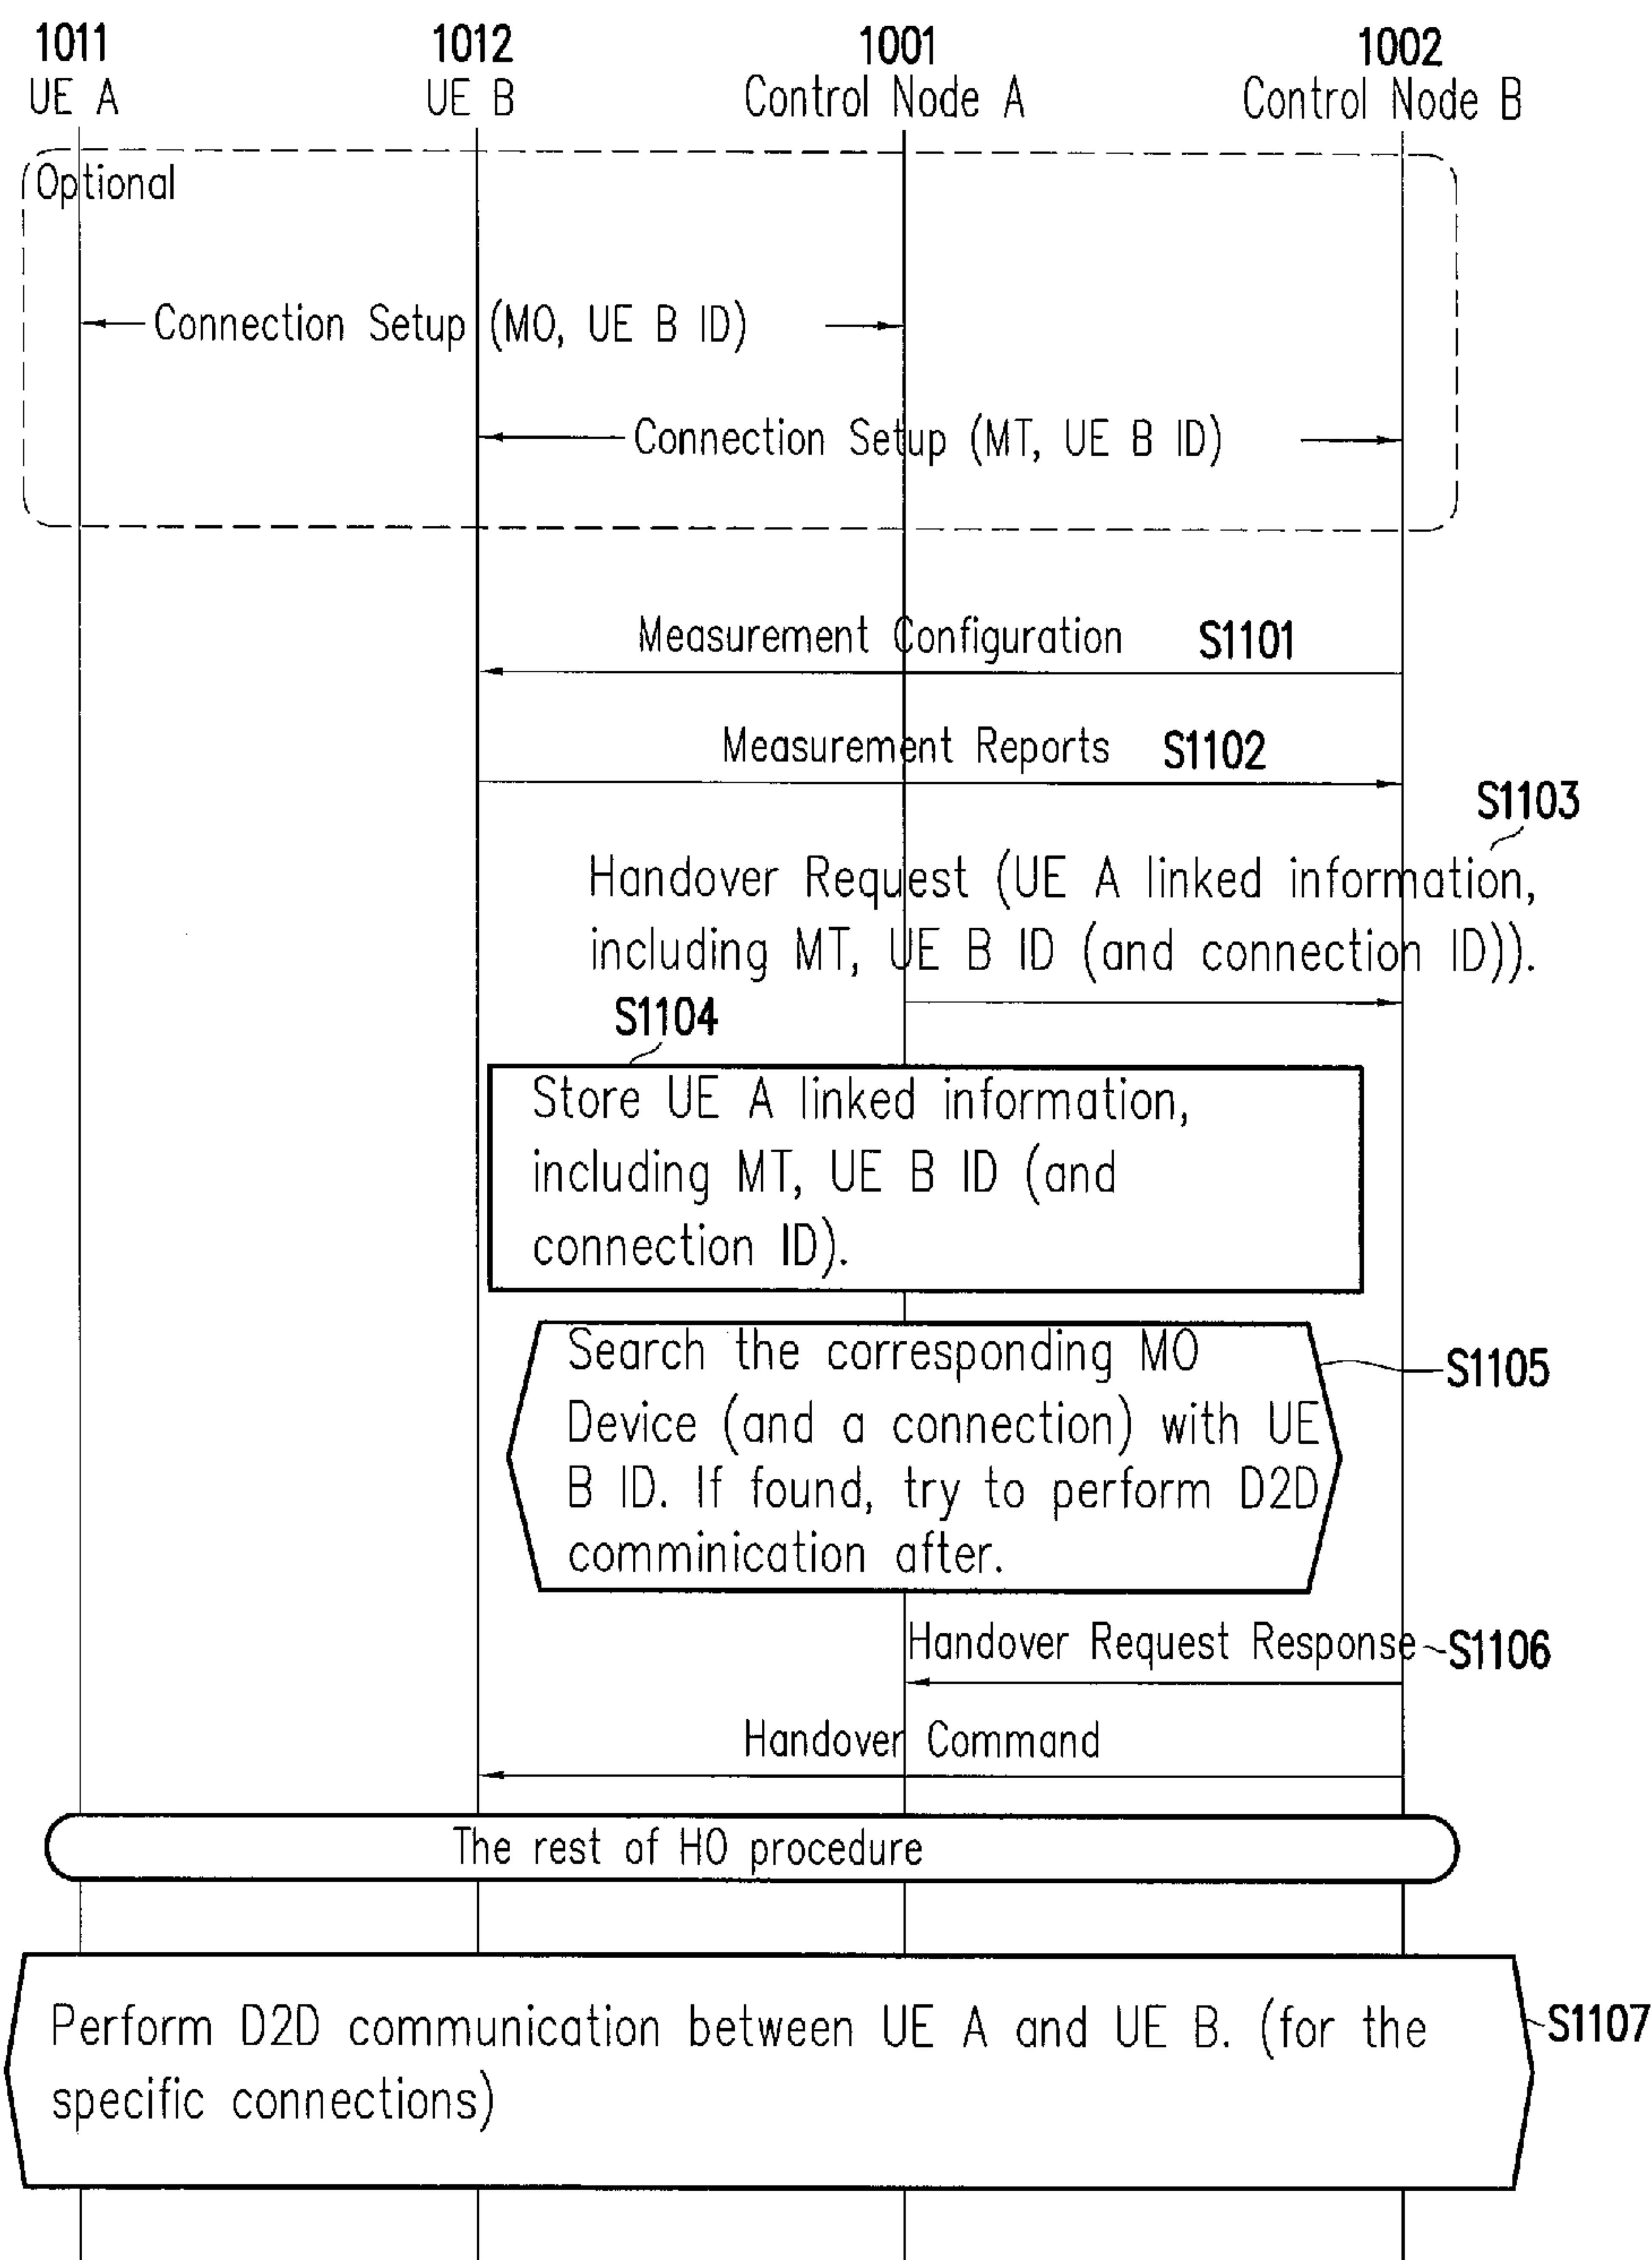 1011
UE A
1012
UE B
1001
Control Node A
1002
Control Node B
Optional
Connection Setup (MO, UE B ID)
Connection Setup (MT, UE B ID)
Measurement Configuration S1101
Measurement Reports S1102
S1103
Handover Request (UE A linked information,
including MT, UE B ID (and connection ID)).
S1104
Store UE A linked information,
including MT, UE B ID (and
connection ID).
Search the corresponding MO
Device (and a connection) with UE
B ID. If found, try to perform D2D
comminication after.
S1105
Handover Request Response S1106
Handover Command
The rest of HO procedure
Perform D2D communication between UE A and UE B. (for the
specific connections)
S1107